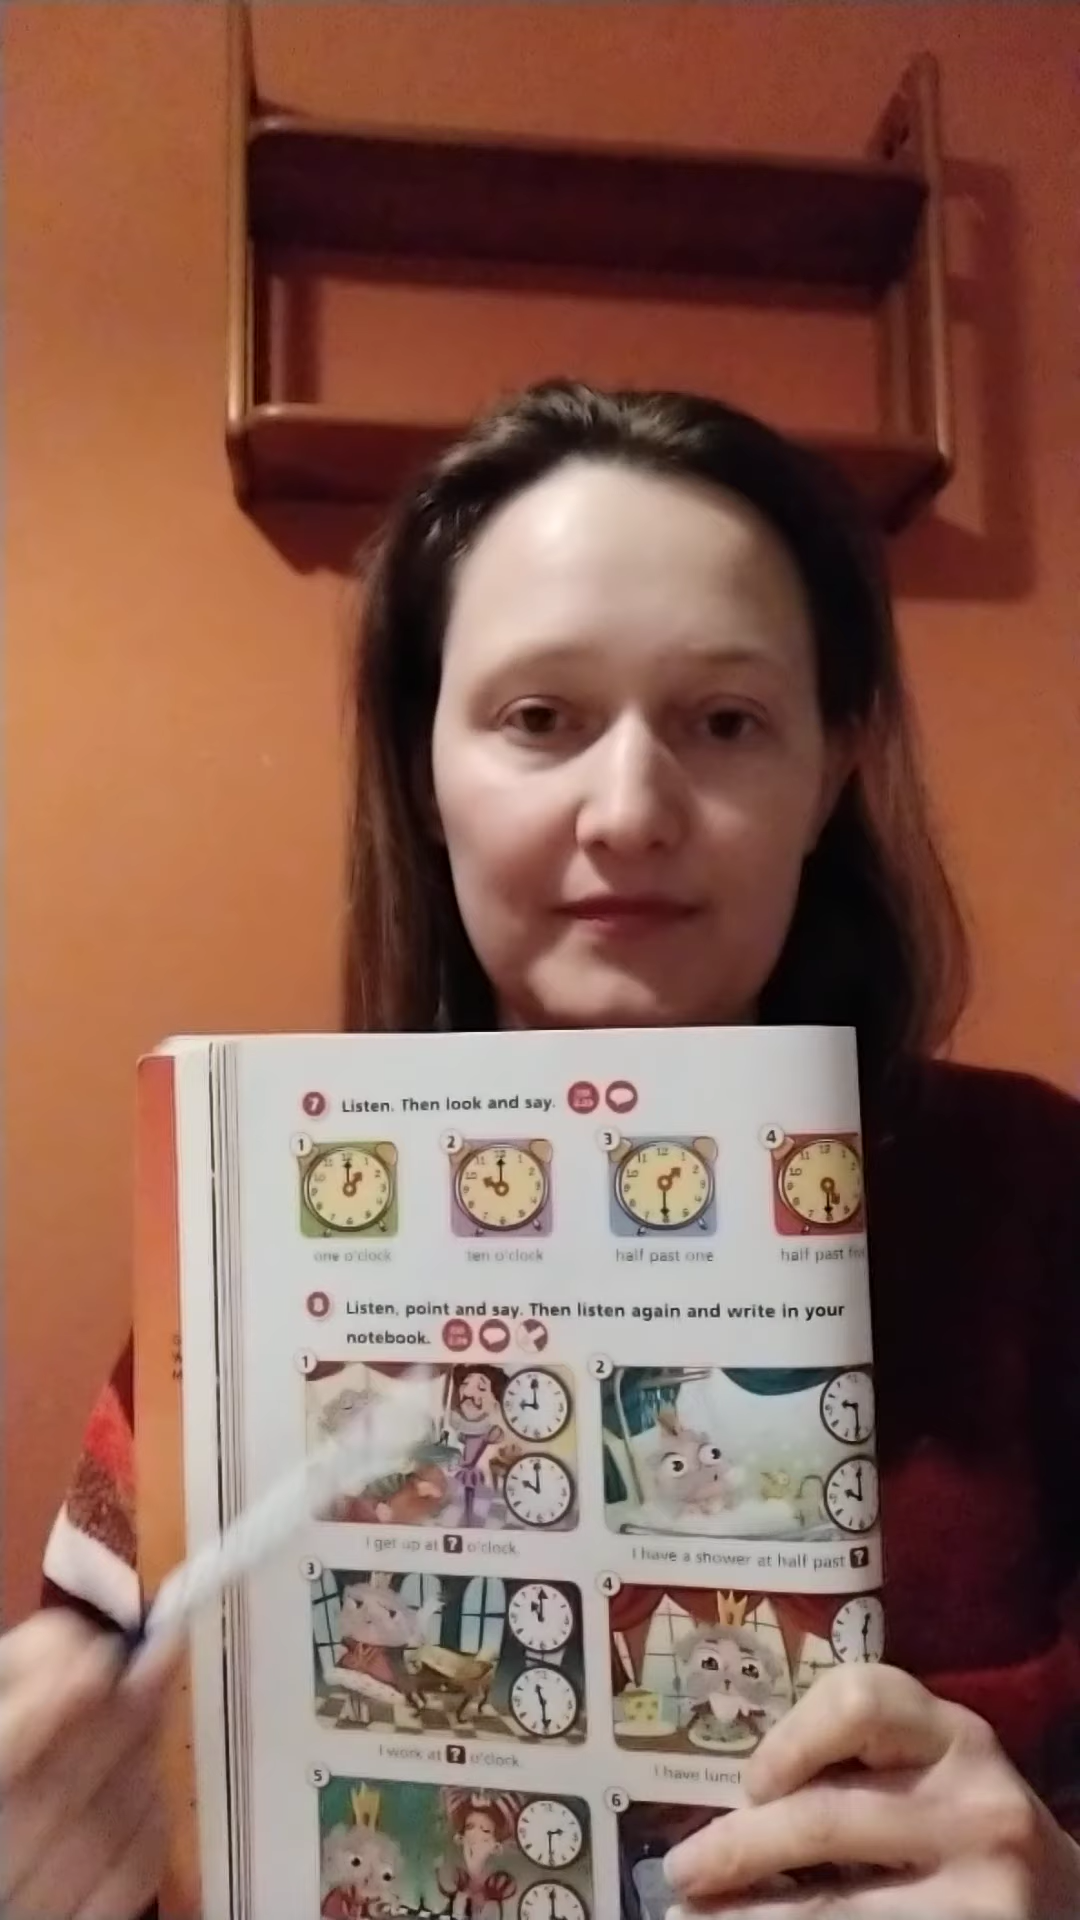 7 Listen. Then look and say.
1 2 3 4
one o'clock ten o'clock half past one half past
8 Listen, point and say. Then listen again and write in your
notebook.
1 2
I get up at ? o'clock. I have a shower at half past ?
3 4
I work at ? o'clock. I have lunch
5 6